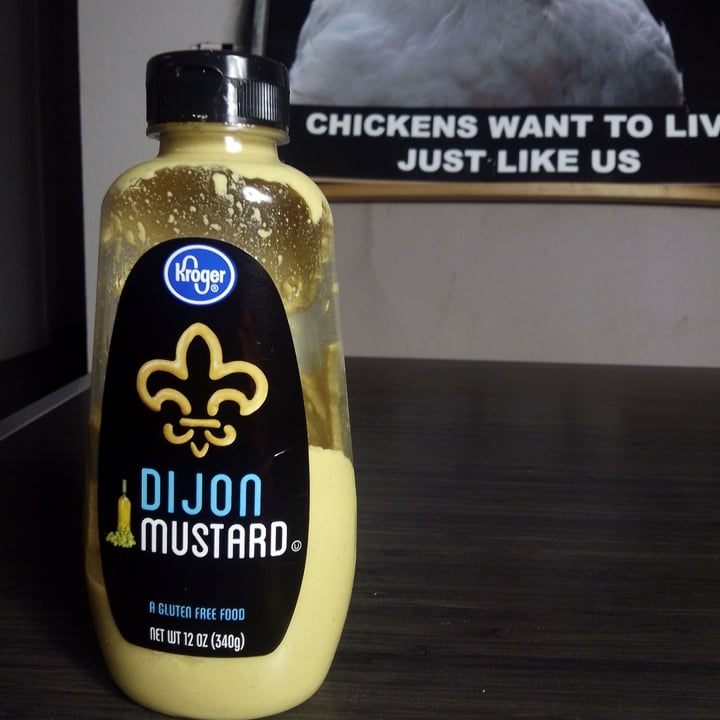 CHICKENS WANT TO LIV
JUST LIKE US
Kroger ®
DIJON
MUSTARD Ⓤ
A GLUTEN FREE FOOD
NET WT 12 OZ (340g)